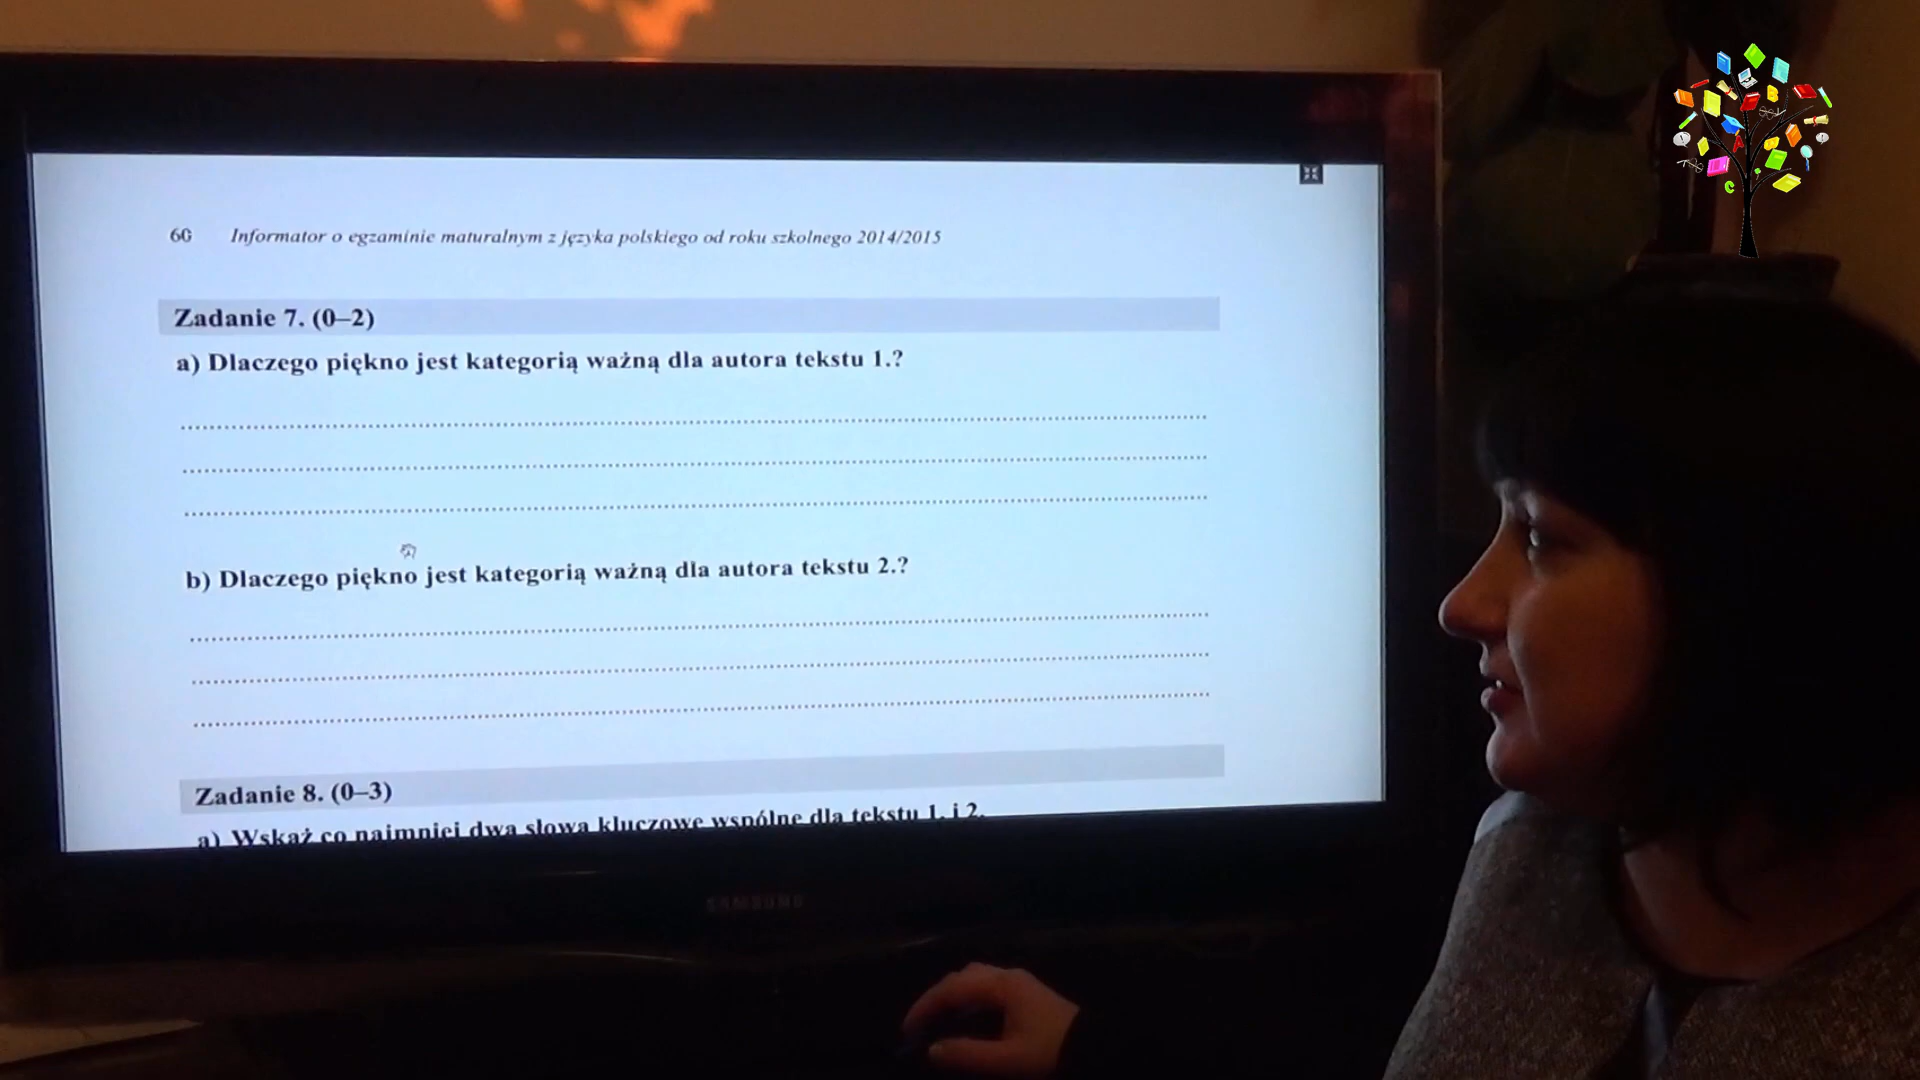 60 Informator o egzaminie maturalnym z języka polskiego od roku szkolnego 2014/2015
Zadanie 7. (0–2)
a) Dlaczego piękno jest kategorią ważną dla autora tekstu 1.?
b) Dlaczego piękno jest kategorią ważną dla autora tekstu 2.?
Zadanie 8. (0–3)
a) Wskaż co najmniej dwa słowa kluczowe wspólne dla tekstu 1. i 2.
SAMSUNG